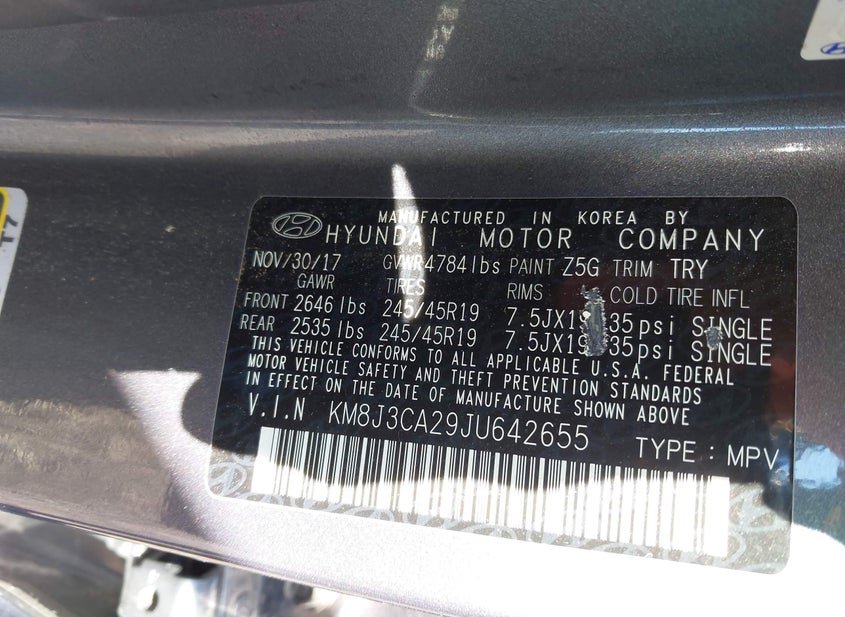 MANUFACTURED IN KOREA BY
HYUNDAI MOTOR COMPANY
NOV/30/17 GVWR4784lbs PAINT Z5G TRIM TRY
GAWR TIRES RIMS COLD TIRE INFL
FRONT 2646 lbs 245/45R19 7.5JX19 35psi SINGLE
REAR 2535 lbs 245/45R19 7.5JX19 35psi SINGLE
THIS VEHICLE CONFORMS TO ALL APPLICABLE U.S.A. FEDERAL
MOTOR VEHICLE SAFETY AND THEFT PREVENTION STANDARDS
IN EFFECT ON THE DATE OF MANUFACTURE SHOWN ABOVE
V.I.N KM8J3CA29JU642655 TYPE : MPV
17